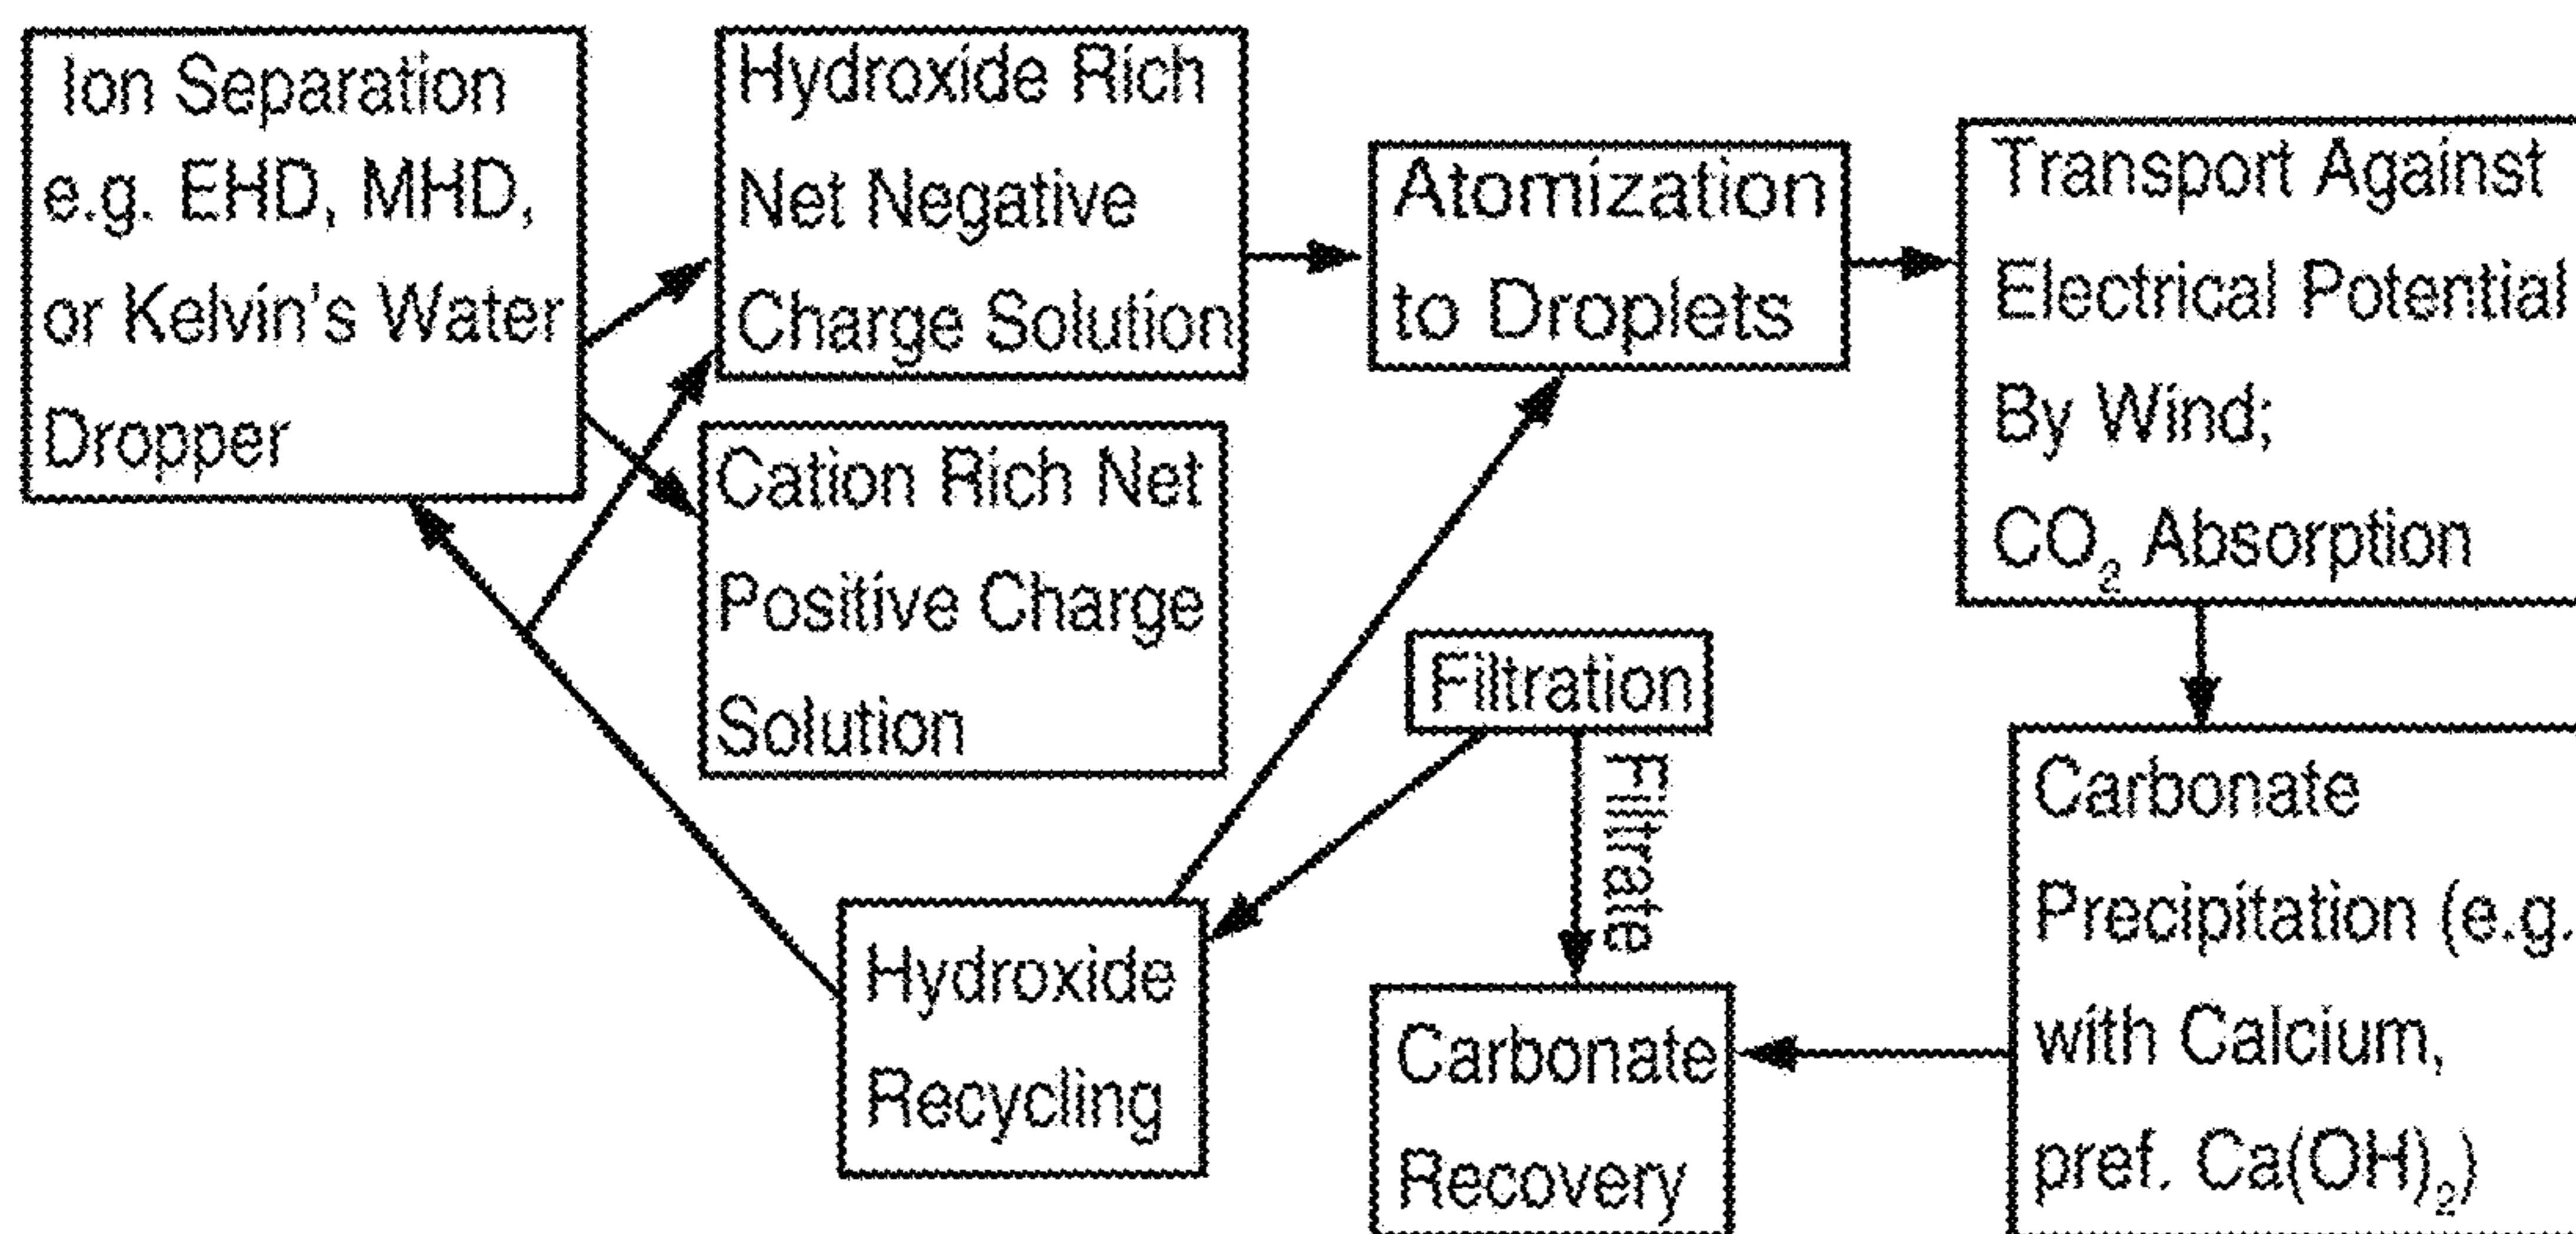 Ion Separation
e.g. EHD, MHD,
or Kelvin's Water
Dropper
Hydroxide Rich
Net Negative
Charge Solution
Cation Rich Net
Positive Charge
Solution
Atomization
to Droplets
Transport Against
Electrical Potential
By Wind;
CO₂ Absorption
Filtration
Filtrate
Hydroxide
Recycling
Carbonate
Recovery
Carbonate
Precipitation (e.g.
with Calcium,
pref. Ca(OH)₂)